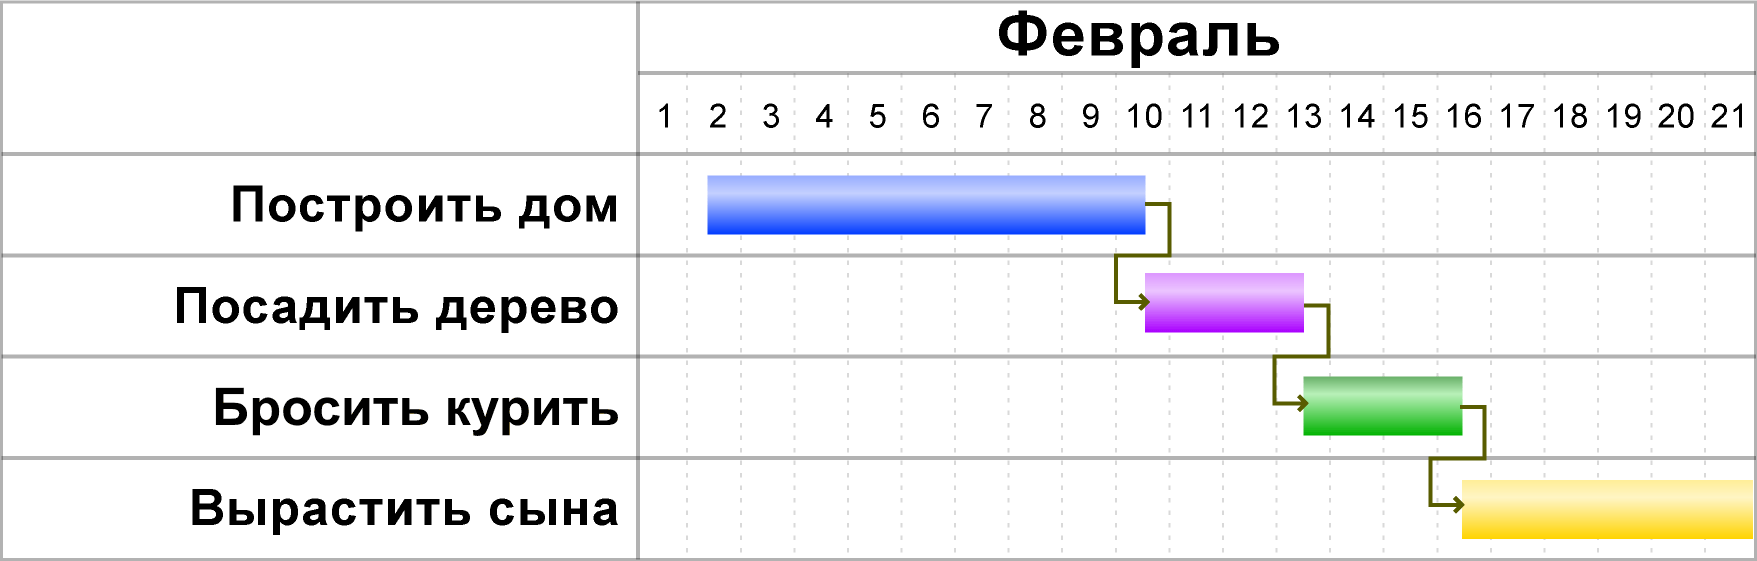 Февраль
1 2 3 4 5 6 7 8 9 10 11 12 13 14 15 16 17 18 19 20 21
Построить дом
Посадить дерево
Бросить курить
Вырастить сына